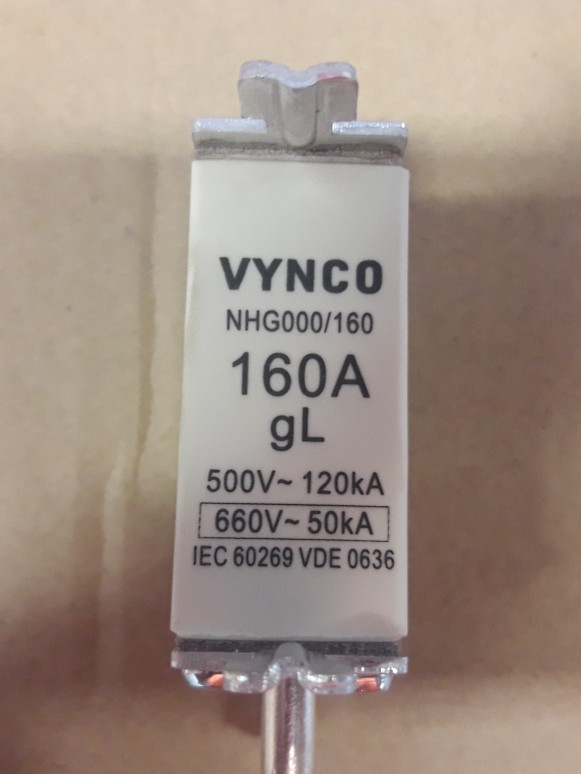 VYNCO
NHG000/160
160A
gL
500V~ 120kA
660V~ 50kA
IEC 60269 VDE 0636